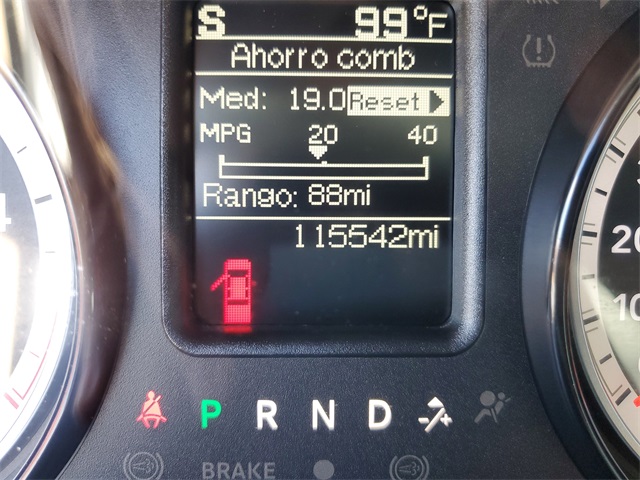 S 99°F
Ahorro comb
Med: 19.0 Reset
MPG 20 40
Rango: 88mi
115542mi
P R N D
BRAKE